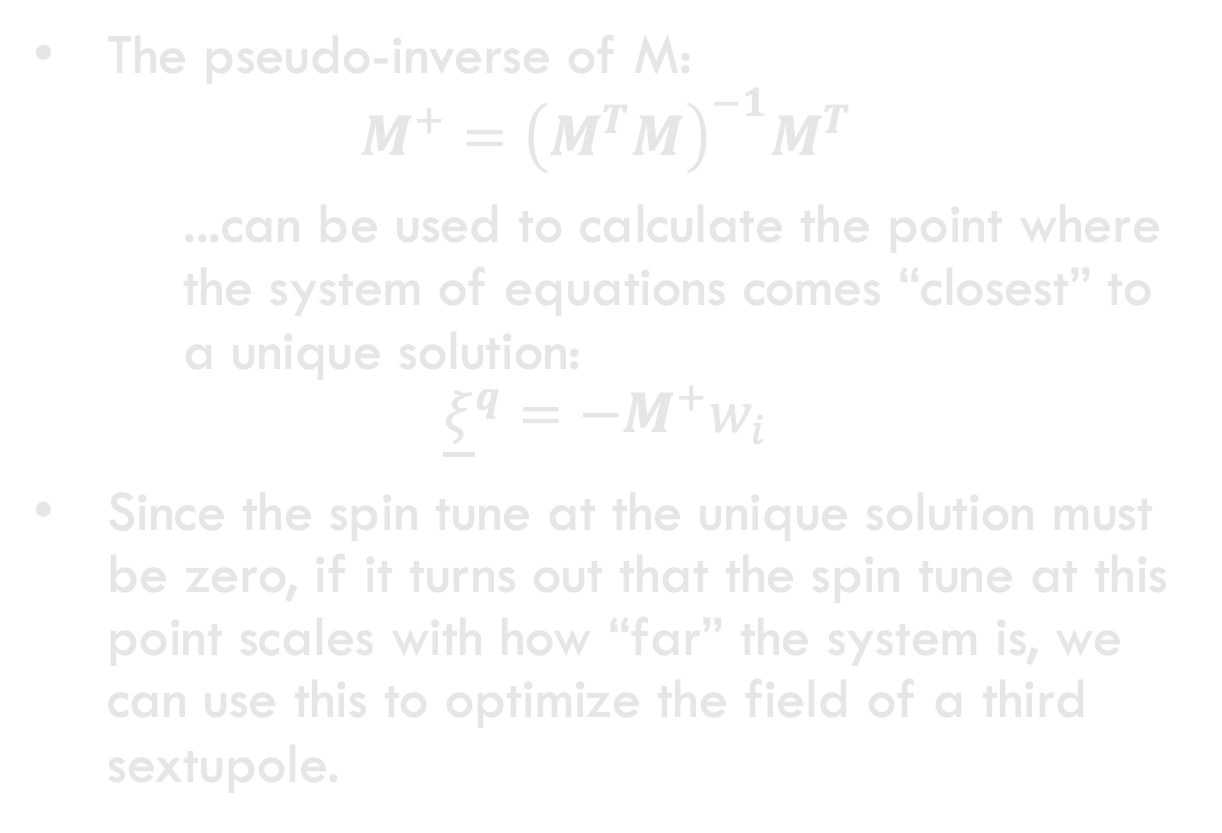 • The pseudo-inverse of M:
M⁺ = (MᵀM)⁻¹Mᵀ
...can be used to calculate the point where
the system of equations comes “closest” to
a unique solution:
ξ̲^q = −M⁺wᵢ
• Since the spin tune at the unique solution must
be zero, if it turns out that the spin tune at this
point scales with how “far” the system is, we
can use this to optimize the field of a third
sextupole.